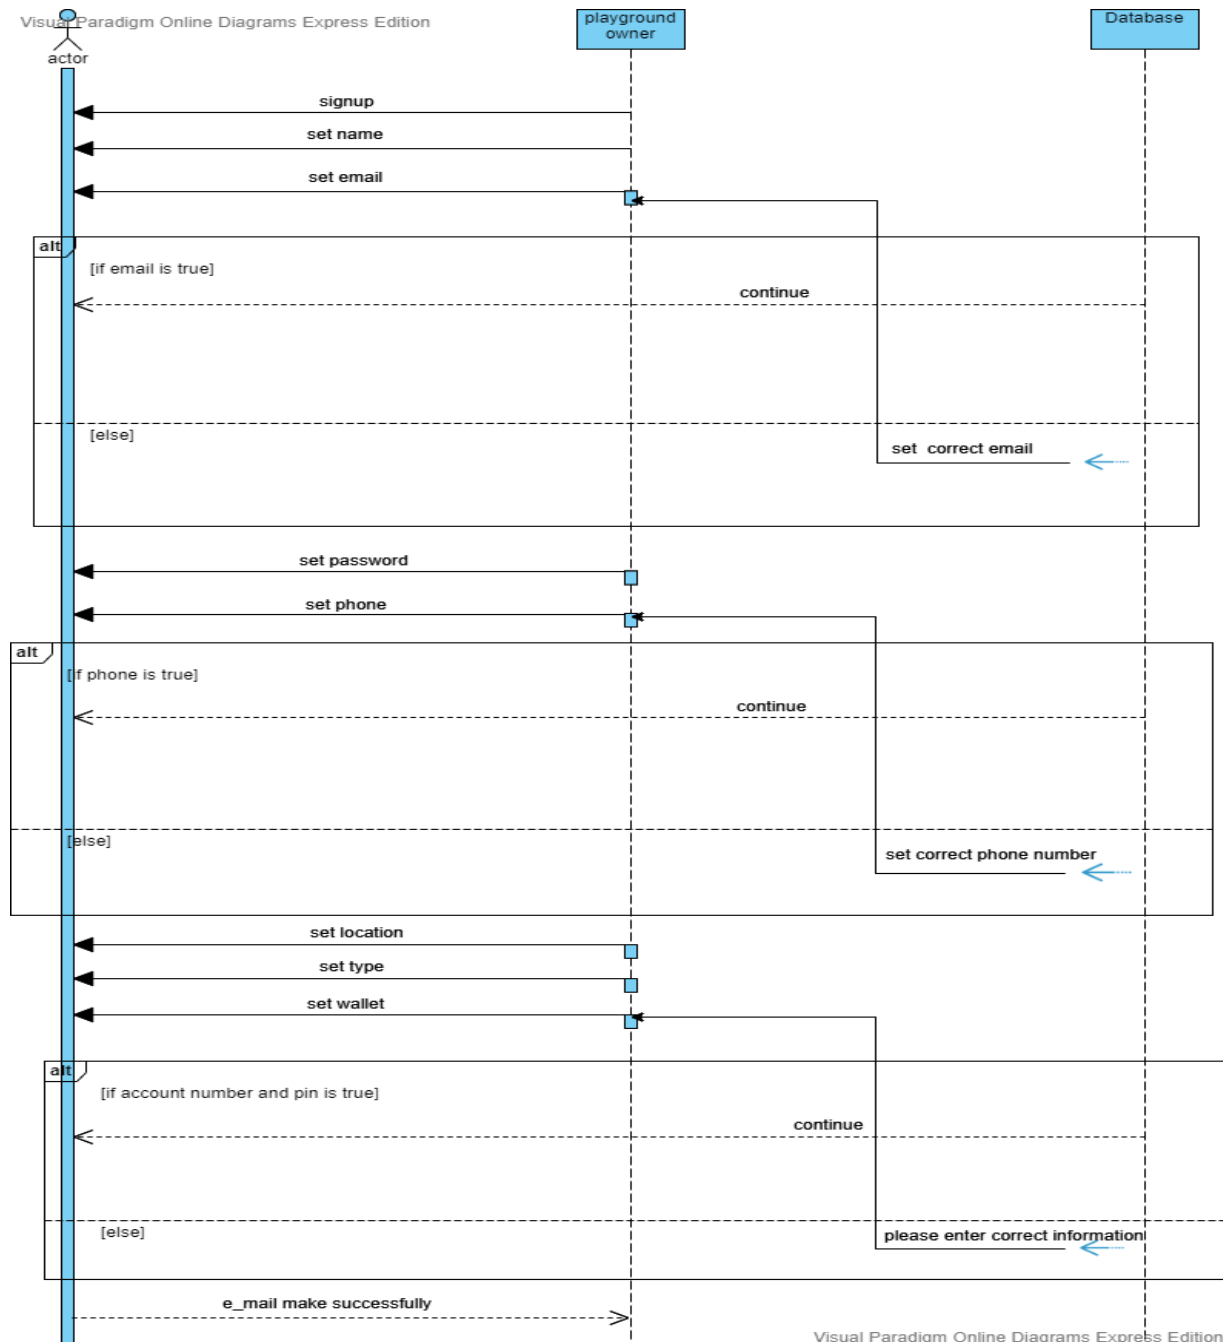 Visual Paradigm Online Diagrams Express Edition
actor
playground
owner
Database
signup
set name
set email
alt
[if email is true]
continue
[else]
set correct email
set password
set phone
alt
[if phone is true]
continue
[else]
set correct phone number
set location
set type
set wallet
alt
[if account number and pin is true]
continue
[else]
please enter correct information
e_mail make successfully
Visual Paradigm Online Diagrams Express Edition